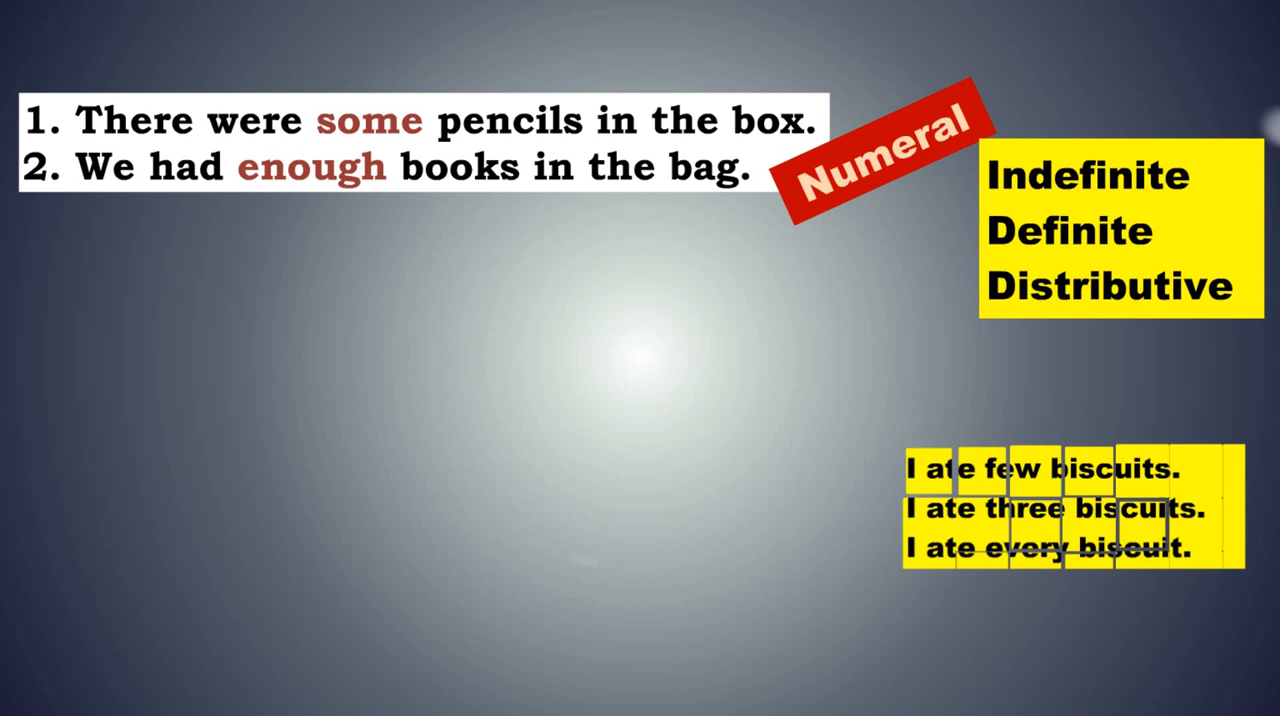 1. There were some pencils in the box.
2. We had enough books in the bag.
Numeral
Indefinite
Definite
Distributive
I ate few biscuits.
I ate three biscuits.
I ate every biscuit.